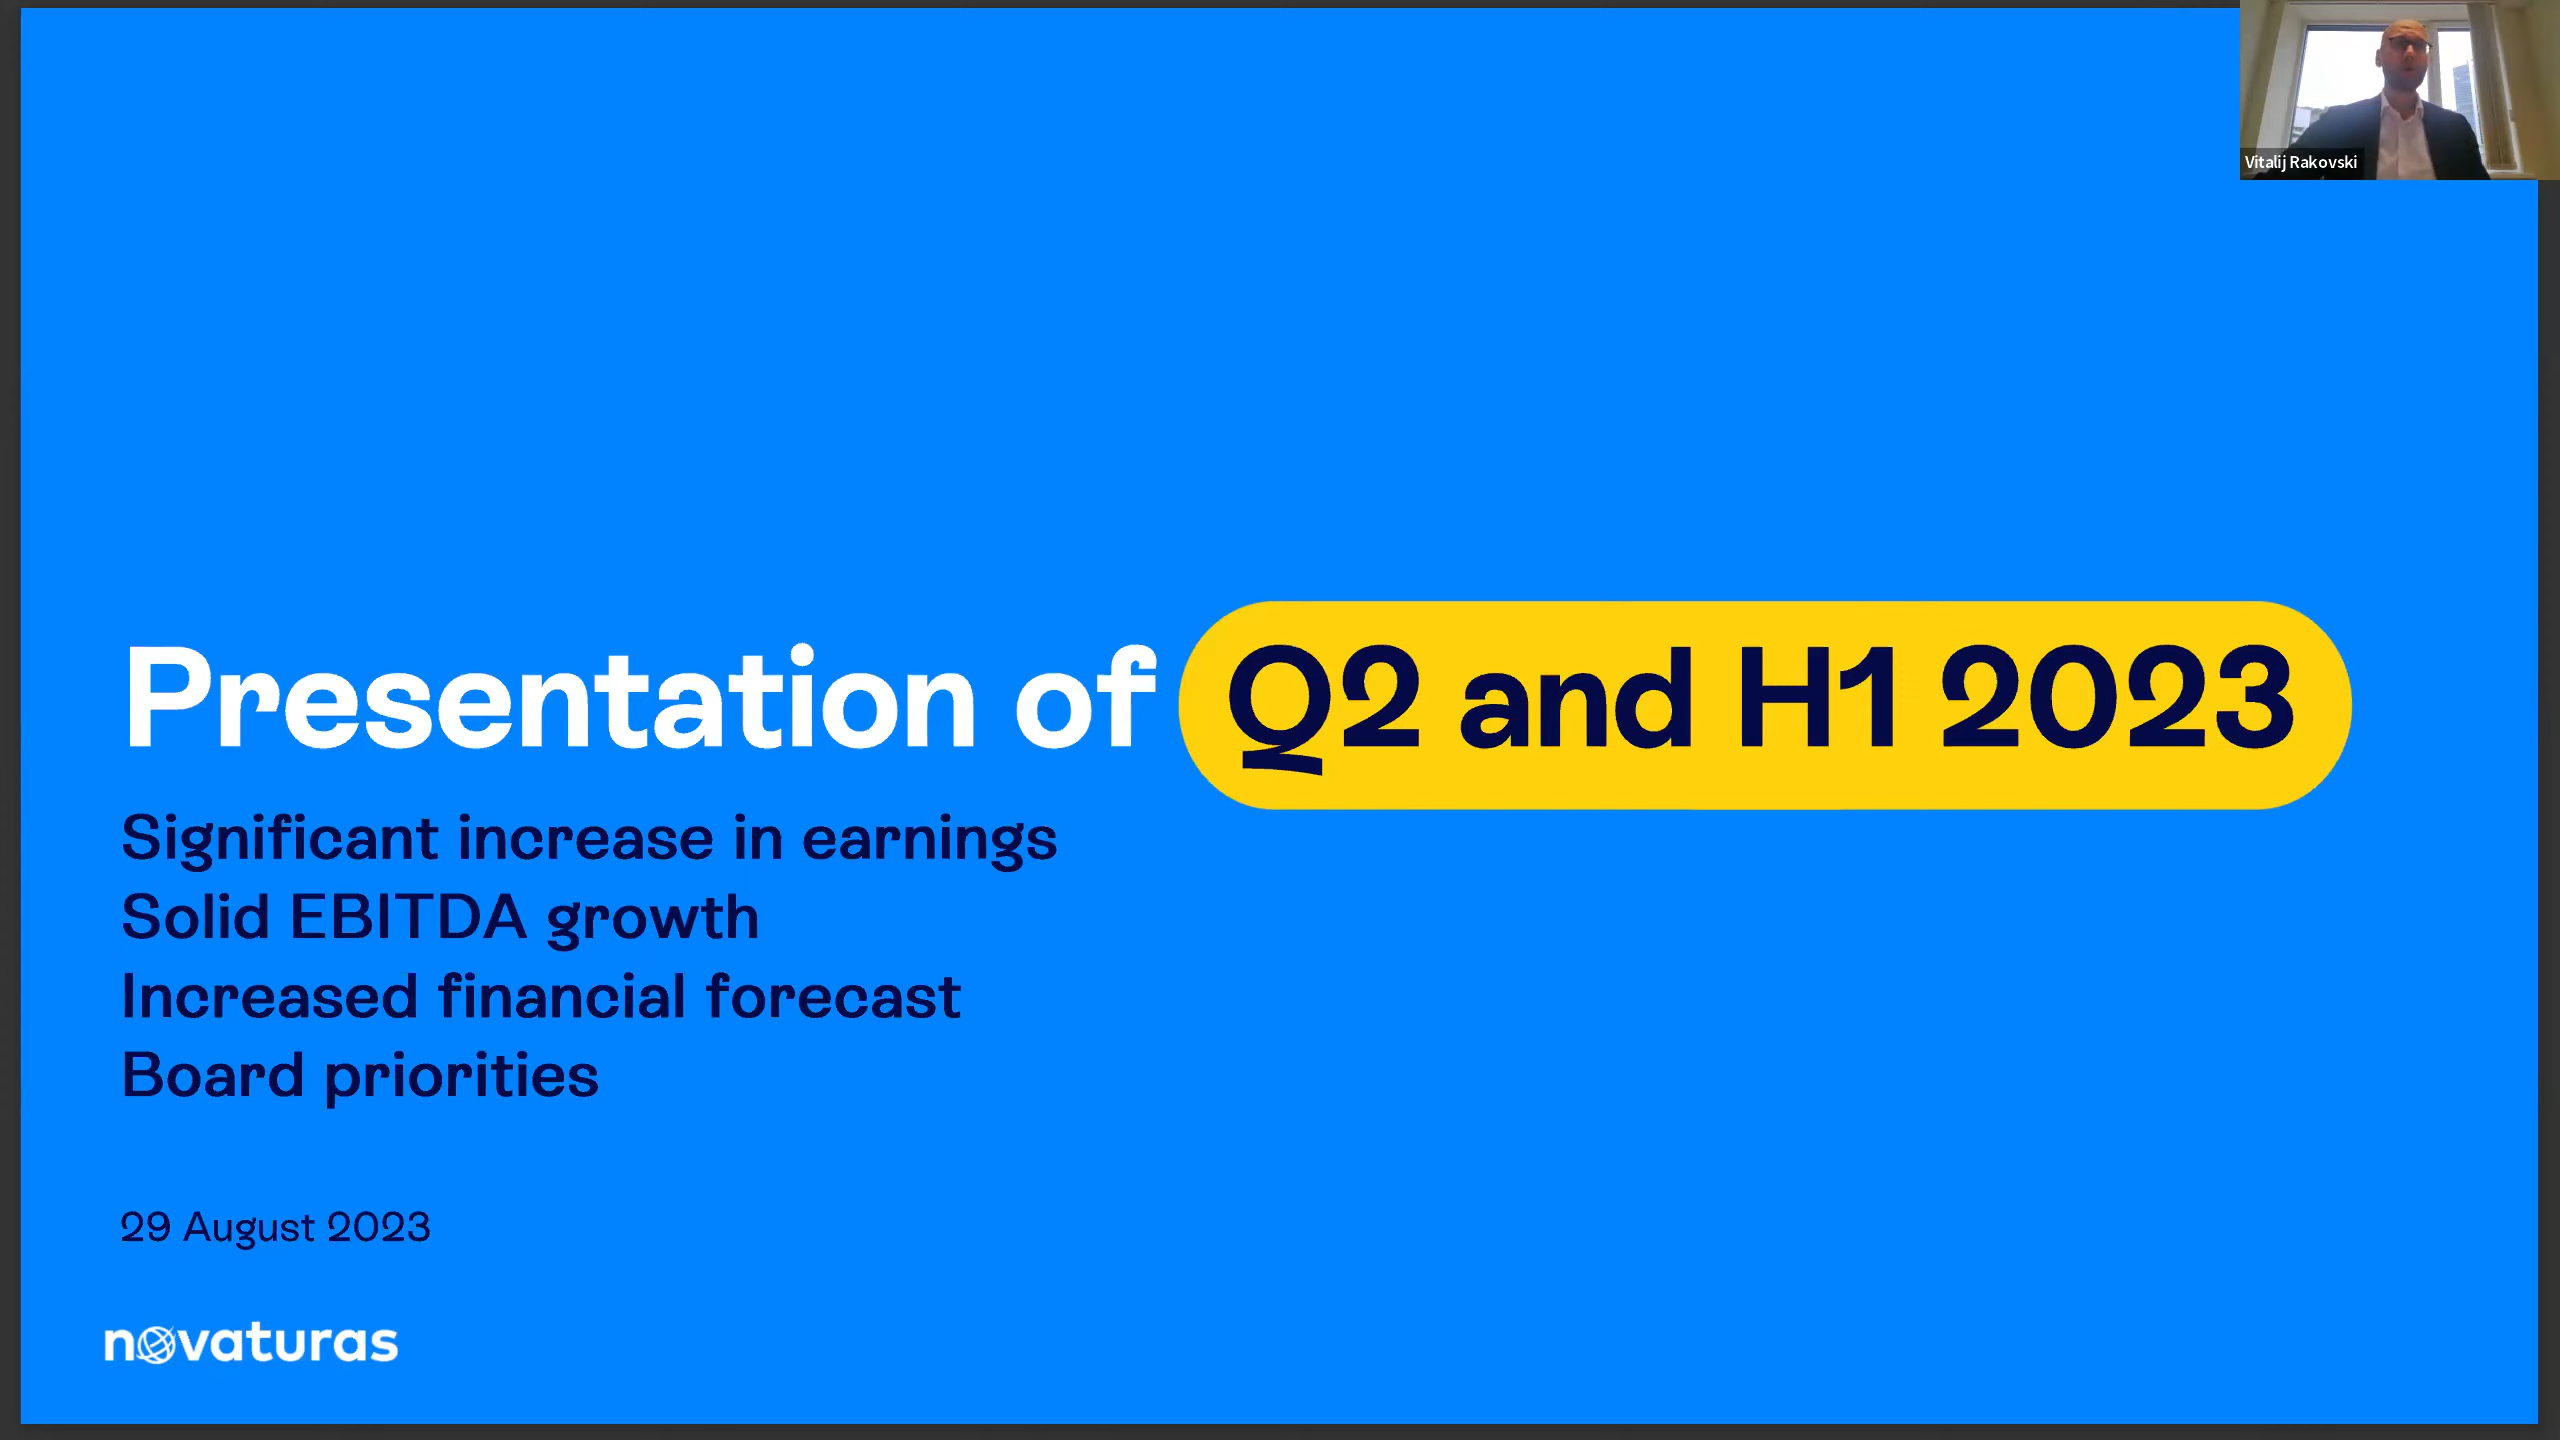 Vitalij Rakovski
Presentation of Q2 and H1 2023
Significant increase in earnings
Solid EBITDA growth
Increased financial forecast
Board priorities
29 August 2023
novaturas